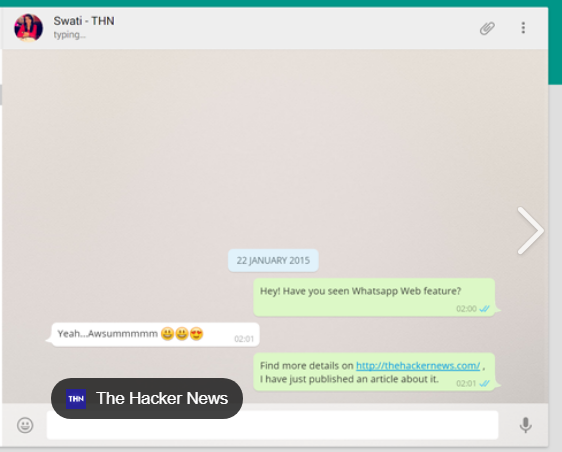 Swati - THN
typing...
22 JANUARY 2015
Hey! Have you seen Whatsapp Web feature?
02:00
Yeah...Awsummmmm 😃😃😍
02:01
Find more details on http://thehackernews.com/ ,
I have just published an article about it.
02:01
THN The Hacker News